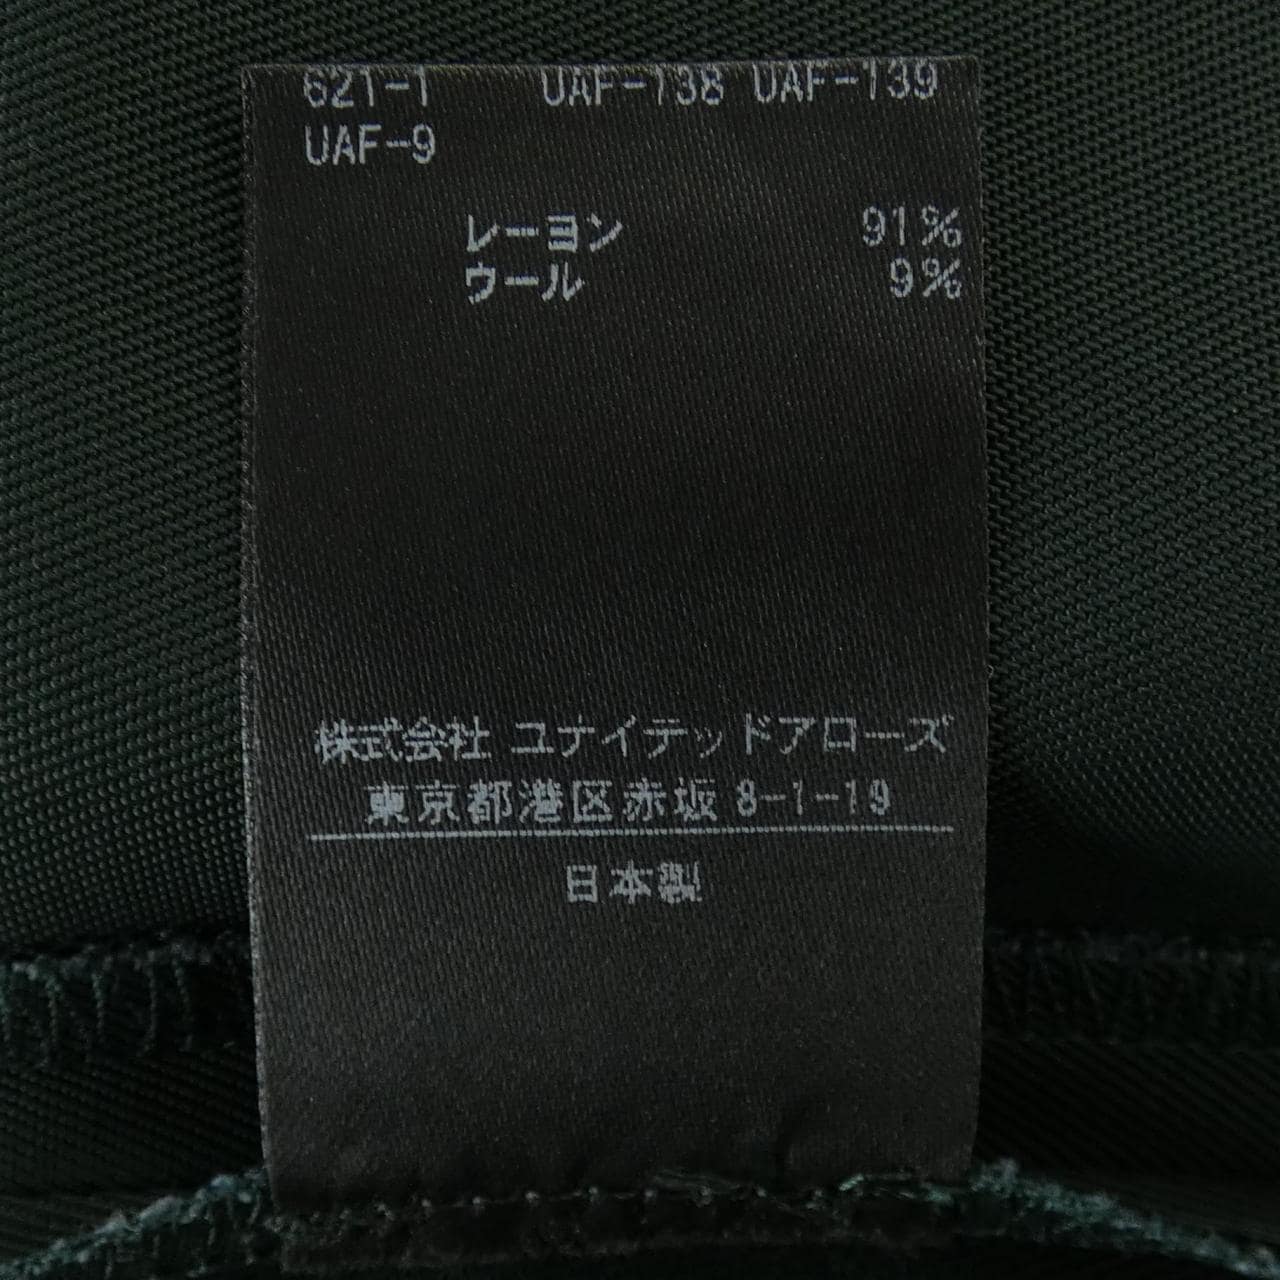 621-1 UAF-138 UAF-139
UAF-9
レーヨン 91%
ウール 9%
株式会社 ユナイテッドアローズ
東京都港区赤坂 8-1-19
日本製